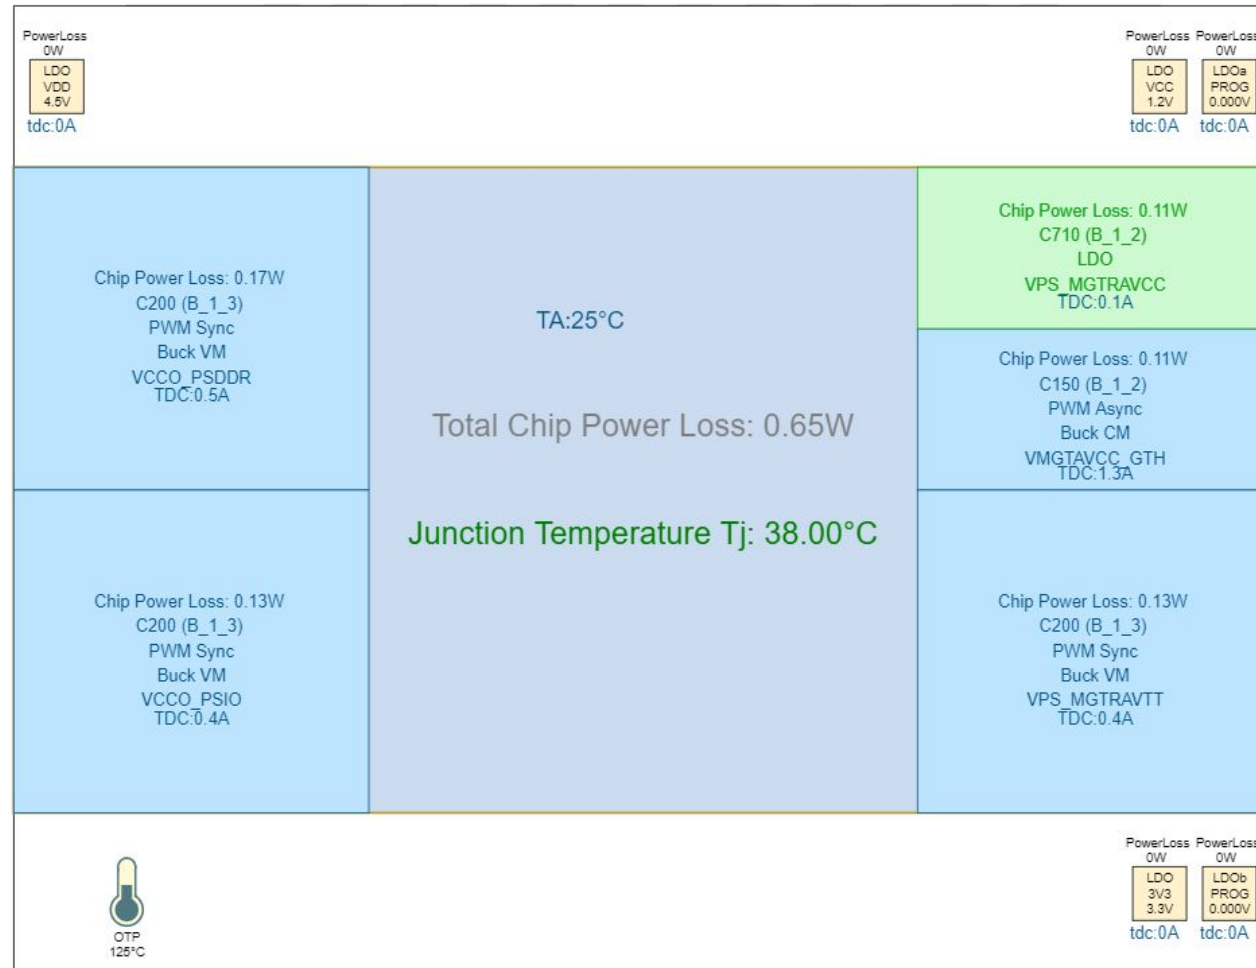 PowerLoss
0W
LDO
VDD
4.5V
tdc:0A
PowerLoss
0W
LDO
VCC
1.2V
tdc:0A
PowerLoss
0W
LDOa
PROG
0.000V
tdc:0A
Chip Power Loss: 0.17W
C200 (B_1_3)
PWM Sync
Buck VM
VCCO_PSDDR
TDC:0.5A
TA:25°C
Total Chip Power Loss: 0.65W
Junction Temperature Tj: 38.00°C
Chip Power Loss: 0.11W
C710 (B_1_2)
LDO
VPS_MGTRAVCC
TDC:0.1A
Chip Power Loss: 0.11W
C150 (B_1_2)
PWM Async
Buck CM
VMGTAVCC_GTH
TDC:1.3A
Chip Power Loss: 0.13W
C200 (B_1_3)
PWM Sync
Buck VM
VCCO_PSIO
TDC:0.4A
Chip Power Loss: 0.13W
C200 (B_1_3)
PWM Sync
Buck VM
VPS_MGTRAVTT
TDC:0.4A
OTP
125°C
PowerLoss
0W
LDO
3V3
3.3V
tdc:0A
PowerLoss
0W
LDOb
PROG
0.000V
tdc:0A